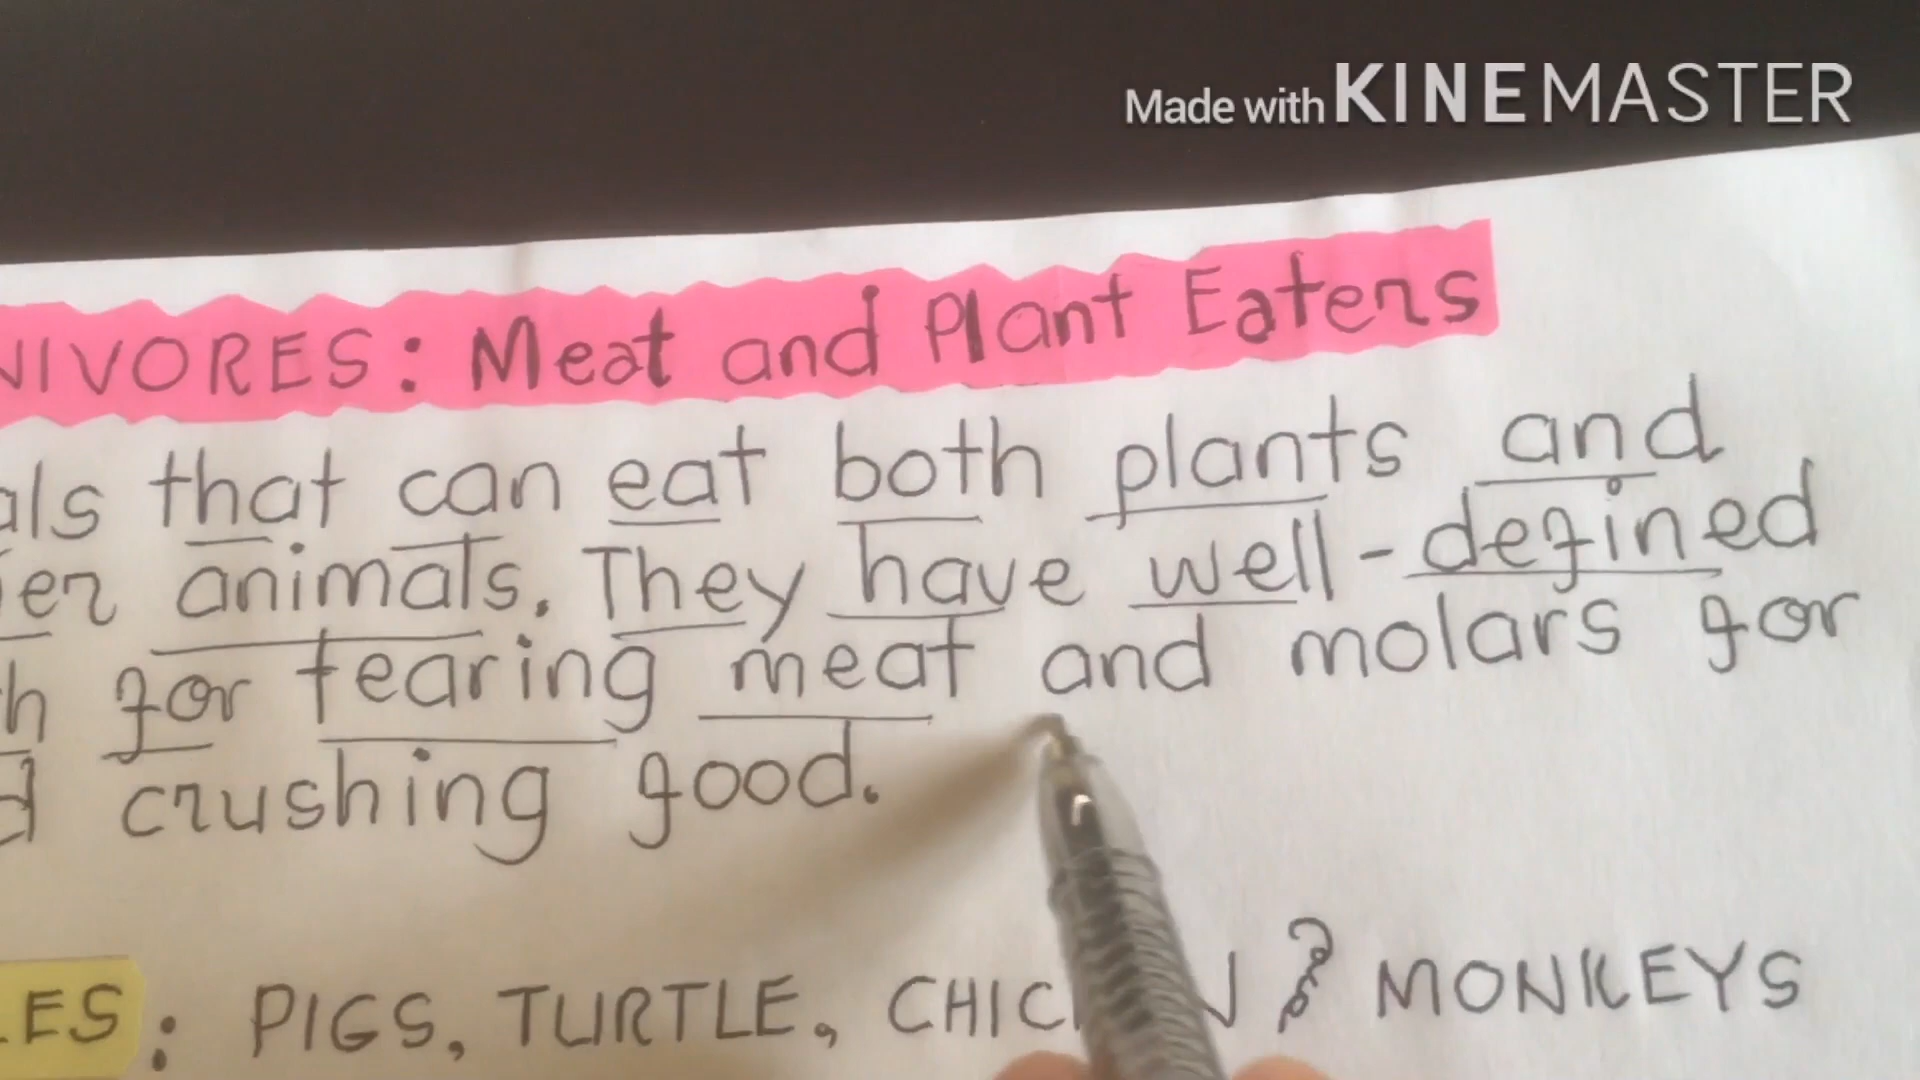 Made with KINEMASTER
NIVORES: Meat and Plant Eaters
als that can eat both plants and
er animals. They have well-defined
h for tearing meat and molars for
d crushing food.
LES: PIGS, TURTLE, CHIC N & MONKEYS